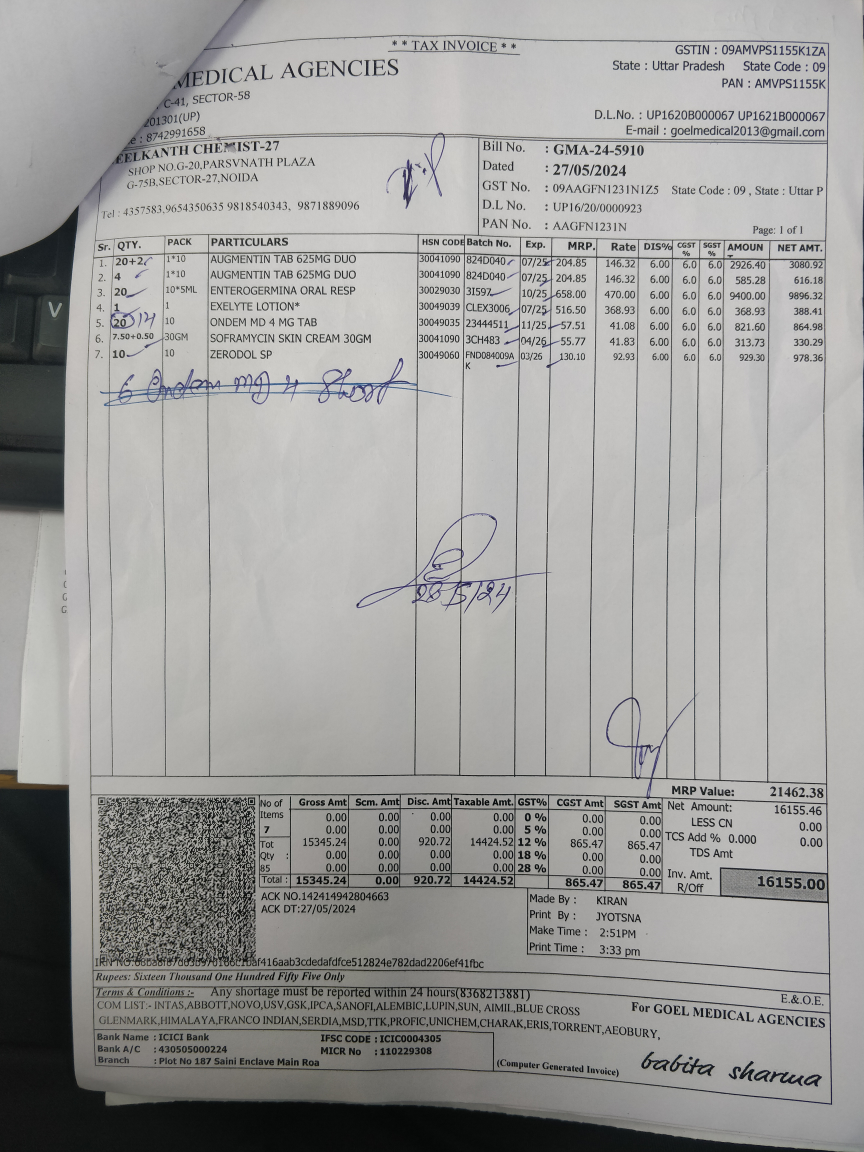 * * TAX INVOICE * *
GSTIN : 09AMVPS1155K1ZA
State : Uttar Pradesh State Code : 09
PAN : AMVPS1155K
MEDICAL AGENCIES
C-41, SECTOR-58
201301(UP)
: 8742991658
D.L.No. : UP1620B000067 UP1621B000067
E-mail : goelmedical2013@gmail.com
EELKANTH CHEMIST-27
SHOP NO.G-20,PARSVNATH PLAZA
G-75B,SECTOR-27,NOIDA
Tel : 4357583,9654350635 9818540343, 9871889096
Bill No. : GMA-24-5910
Dated : 27/05/2024
GST No. : 09AAGFN1231N1Z5 State Code : 09 , State : Uttar P
D.L No. : UP16/20/0000923
PAN No. : AAGFN1231N
Page: 1 of 1
Sr. QTY. PACK PARTICULARS HSN CODE Batch No. Exp. MRP. Rate DIS% CGST % SGST % AMOUN T NET AMT.
1. 20+2 1*10 AUGMENTIN TAB 625MG DUO 30041090 824D040 07/25 204.85 146.32 6.00 6.0 6.0 2926.40 3080.92
2. 4 1*10 AUGMENTIN TAB 625MG DUO 30041090 824D040 07/25 204.85 146.32 6.00 6.0 6.0 585.28 616.18
3. 20 10*5ML ENTEROGERMINA ORAL RESP 30029030 3I597 10/25 658.00 470.00 6.00 6.0 6.0 9400.00 9896.32
4. 1 1 EXELYTE LOTION* 30049039 CLEX3006 07/25 516.50 368.93 6.00 6.0 6.0 368.93 388.41
5. 20 14 10 ONDEM MD 4 MG TAB 30049035 23444511 11/25 57.51 41.08 6.00 6.0 6.0 821.60 864.98
6. 7.50+0.50 30GM SOFRAMYCIN SKIN CREAM 30GM 30041090 3CH483 04/26 55.77 41.83 6.00 6.0 6.0 313.73 330.29
7. 10 10 ZERODOL SP 30049060 FND084009A K 03/26 130.10 92.93 6.00 6.0 6.0 929.30 978.36
6 Ondem MD 4 Short
28/5/24
MRP Value: 21462.38
No of Items 7 Tot Qty : 85
Gross Amt Scm. Amt Disc. Amt Taxable Amt. GST% CGST Amt SGST Amt
0.00 0.00 0.00 0.00 0 % 0.00 0.00
0.00 0.00 0.00 0.00 5 % 0.00 0.00
15345.24 0.00 920.72 14424.52 12 % 865.47 865.47
0.00 0.00 0.00 0.00 18 % 0.00 0.00
0.00 0.00 0.00 0.00 28 % 0.00 0.00
Total : 15345.24 0.00 920.72 14424.52 865.47 865.47
Net Amount: 16155.46
LESS CN 0.00
TCS Add % 0.000 0.00
TDS Amt
Inv. Amt. R/Off 16155.00
ACK NO.142414942804663
ACK DT:27/05/2024
Made By : KIRAN
Print By : JYOTSNA
Make Time : 2:51PM
Print Time : 3:33 pm
Rupees: Sixteen Thousand One Hundred Fifty Five Only
Terms & Conditions :- Any shortage must be reported within 24 hours(8368213881)
E.& O.E.
COM LIST:- INTAS,ABBOTT,NOVO,USV,GSK,IPCA,SANOFI,ALEMBIC,LUPIN,SUN, AIMIL,BLUE CROSS
GLENMARK,HIMALAYA,FRANCO INDIAN,SERDIA,MSD,TTK,PROFIC,UNICHEM,CHARAK,ERIS,TORRENT,AEOBURY,
For GOEL MEDICAL AGENCIES
Bank Name : ICICI Bank IFSC CODE : ICIC0004305
Bank A/C : 430505000224 MICR No : 110229308
Branch : Plot No 187 Saini Enclave Main Roa
(Computer Generated Invoice)
babita sharma